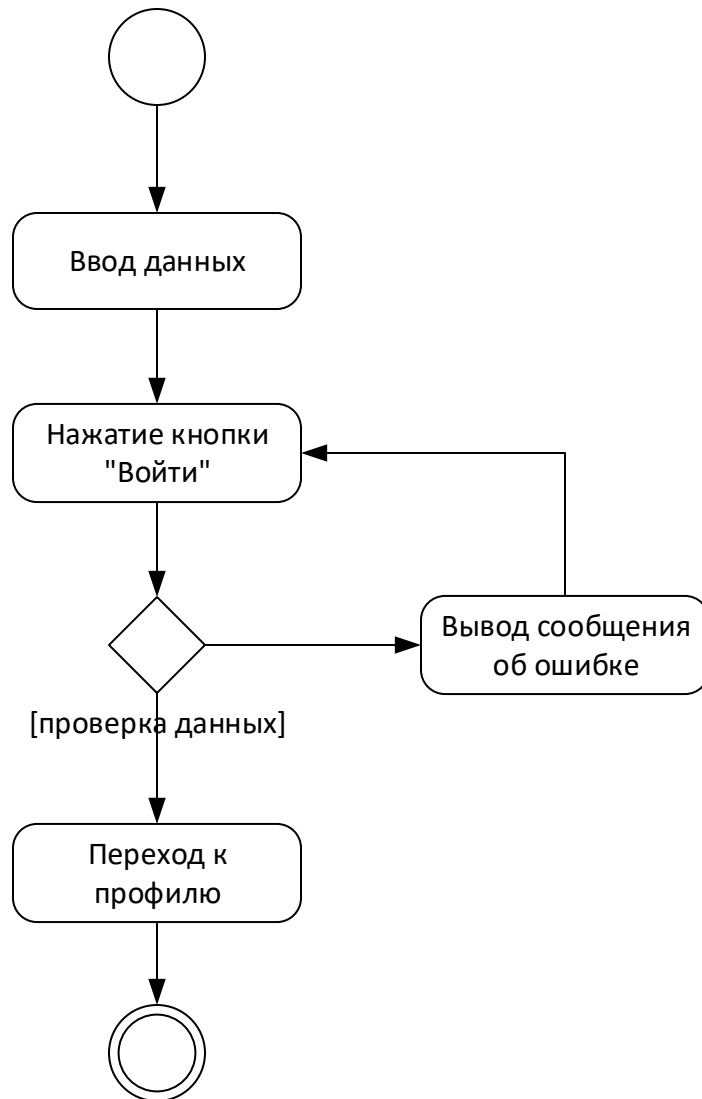 Ввод данных
Нажатие кнопки
"Войти"
Вывод сообщения
об ошибке
[проверка данных]
Переход к
профилю